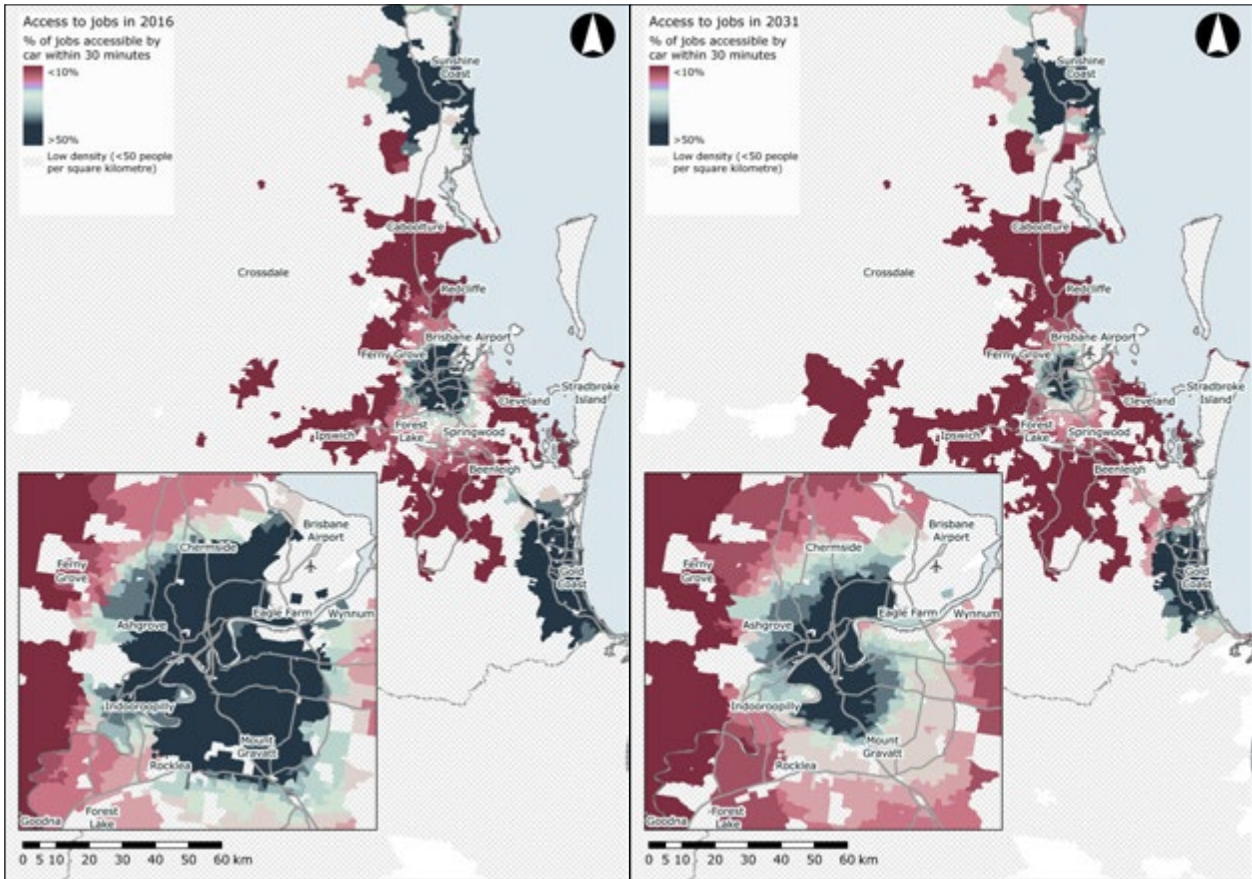 Access to jobs in 2016
% of jobs accessible by
car within 30 minutes
<10%
>50%
Low density (<50 people
per square kilometre)
Sunshine
Coast
Caboolture
Crossdale
Redcliffe
Brisbane Airport
Ferny Grove
Stradbroke
Island
Cleveland
Ipswich
Forest
Lake
Springwood
Beenleigh
Gold
Coast
Brisbane
Airport
Chermside
Ferny
Grove
Eagle Farm
Wynnum
Ashgrove
Indooroopilly
Mount
Gravatt
Rocklea
Forest
Lake
Goodna
0 5 10 20 30 40 50 60 km
Access to jobs in 2031
% of jobs accessible by
car within 30 minutes
<10%
>50%
Low density (<50 people
per square kilometre)
Sunshine
Coast
Caboolture
Crossdale
Redcliffe
Brisbane Airport
Ferny Grove
Stradbroke
Island
Cleveland
Ipswich
Forest
Lake
Springwood
Beenleigh
Gold
Coast
Brisbane
Airport
Chermside
Ferny
Grove
Eagle Farm
Wynnum
Ashgrove
Indooroopilly
Mount
Gravatt
Rocklea
Forest
Lake
Goodna
0 5 10 20 30 40 50 60 km